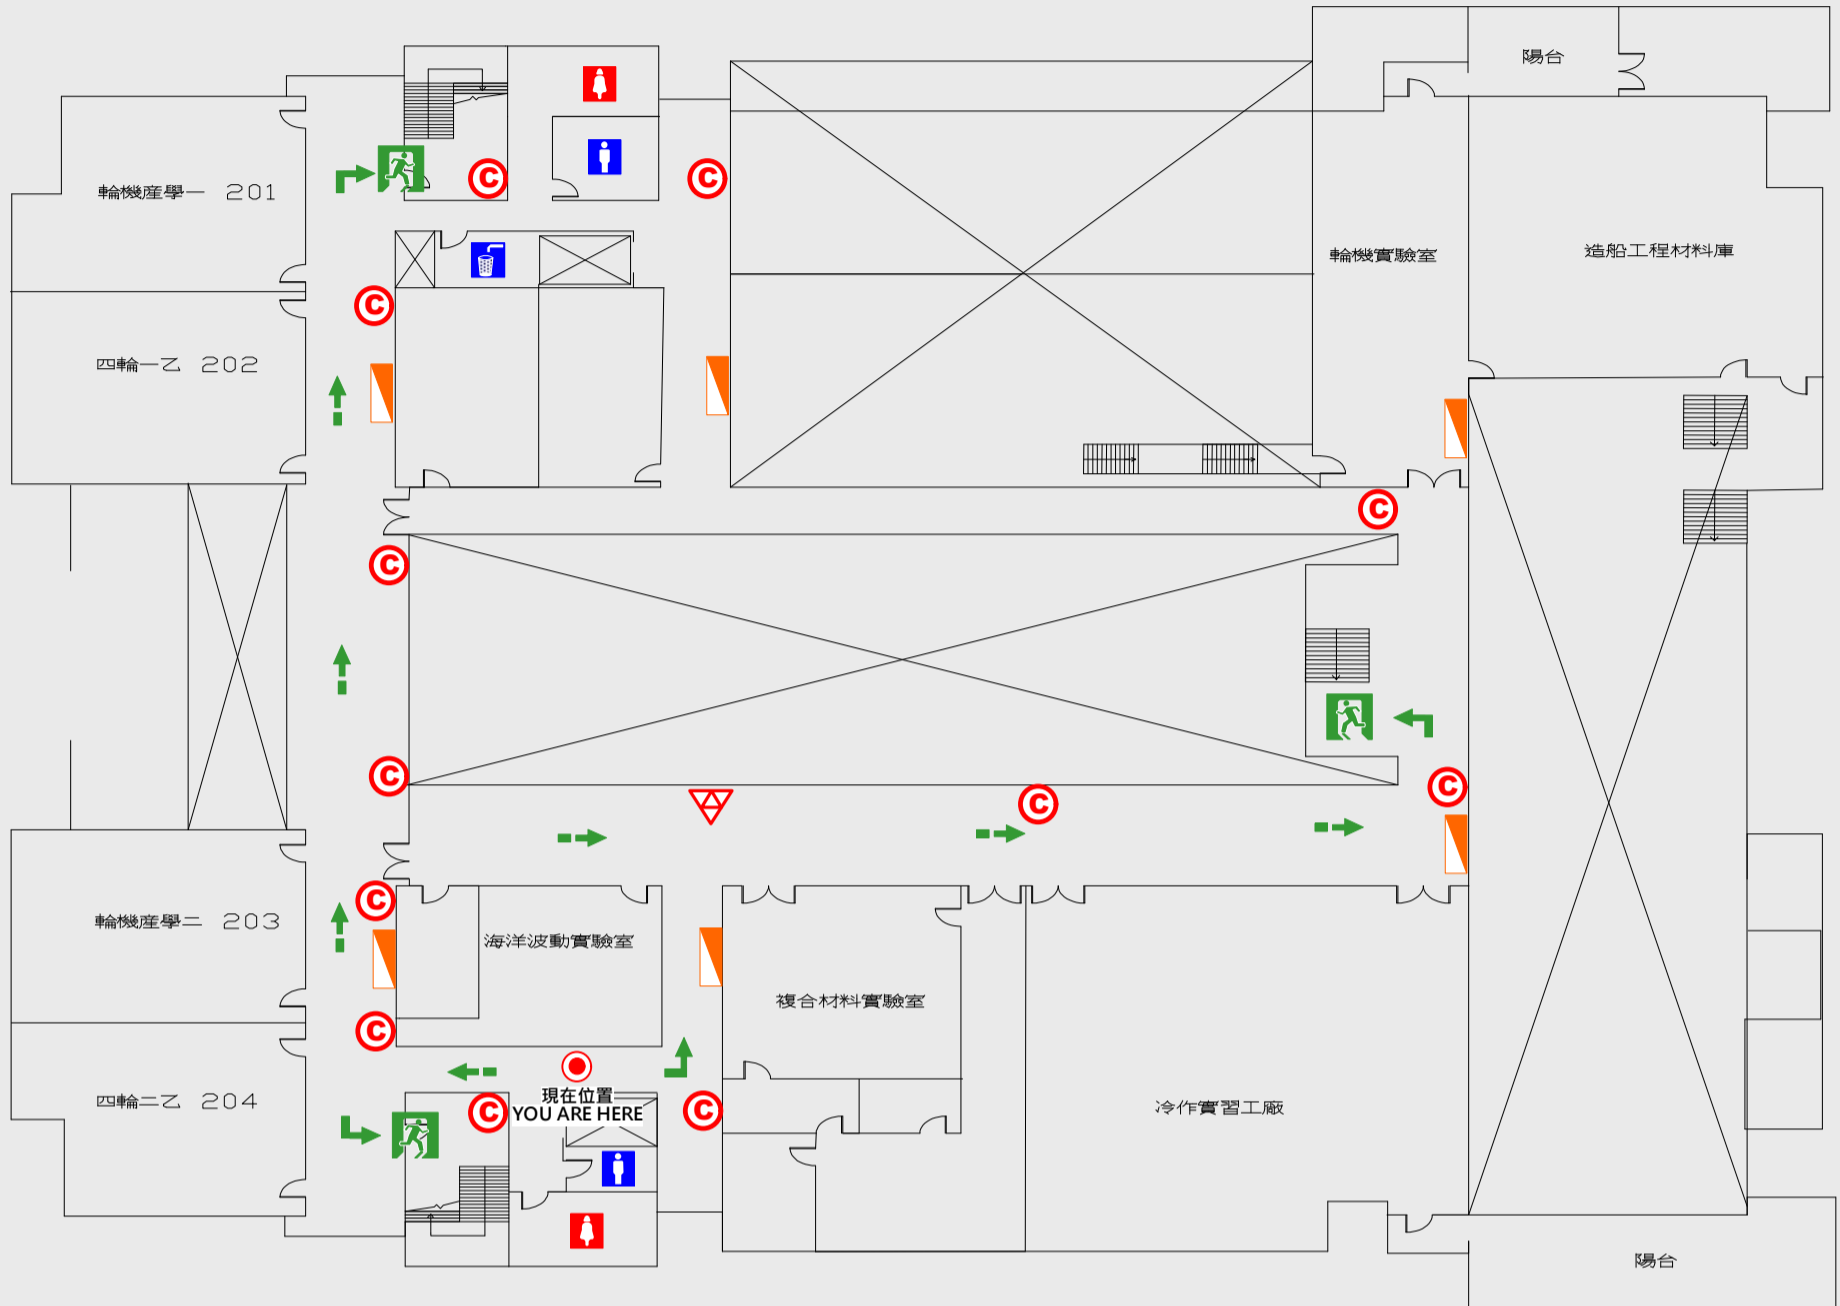 陽台
輪機產學一 201
輪機實驗室
造船工程材料庫
四輪一乙 202
輪機產學二 203
海洋波動實驗室
複合材料實驗室
四輪二乙 204
現在位置
YOU ARE HERE
冷作實習工廠
陽台
C
C
C
C
C
C
C
C
C
C
C
C